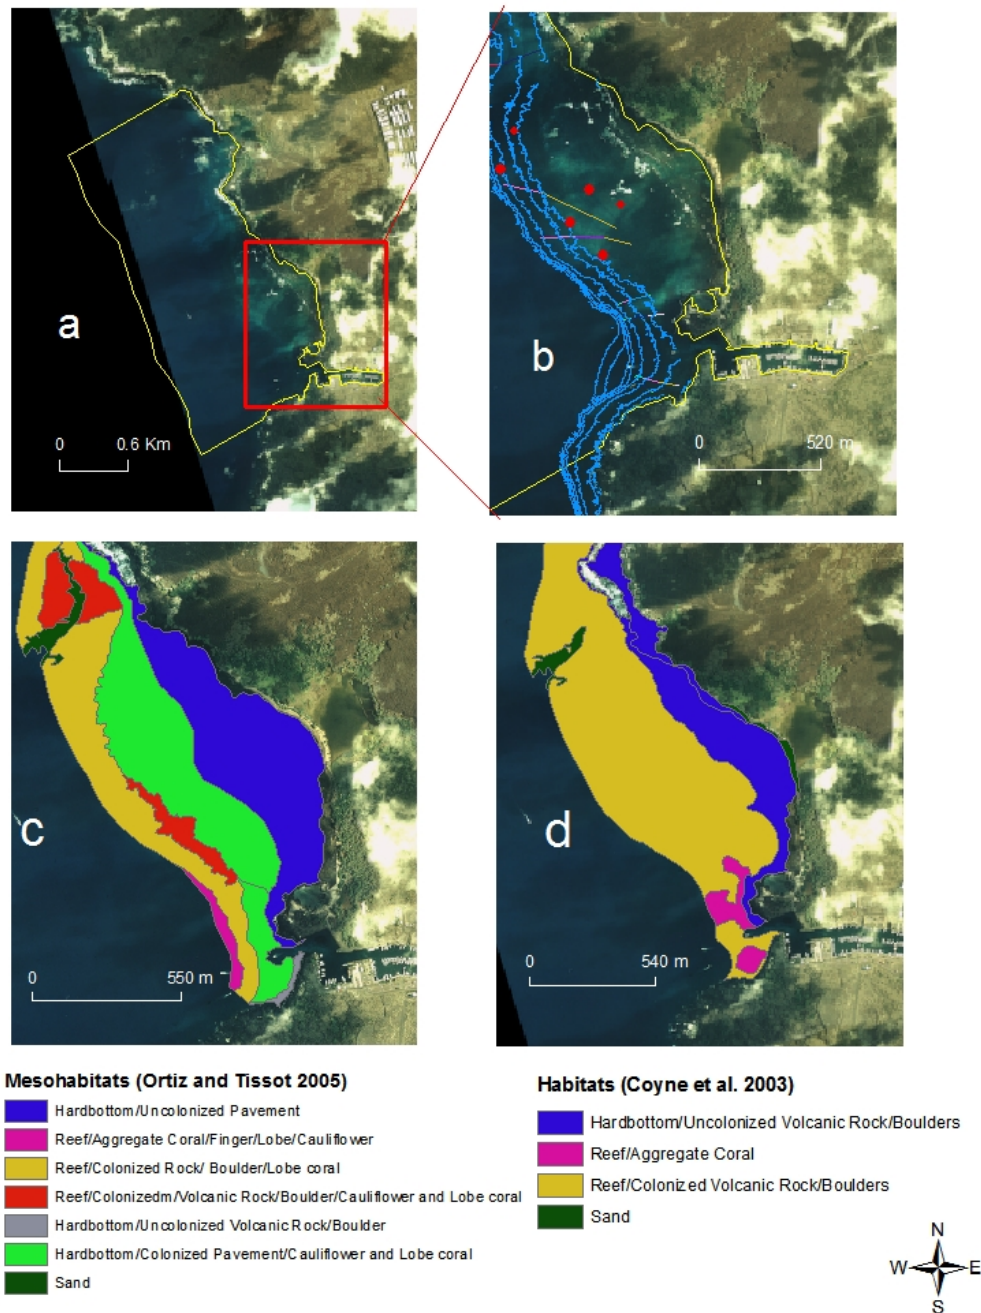 a
0 0.6 Km
b
0 520 m
c
0 550 m
d
0 540 m
Mesohabitats (Ortiz and Tissot 2005)
Hardbottom/Uncolonized Pavement
Reef/Aggregate Coral/Finger/Lobe/Cauliflower
Reef/Colonized Rock/ Boulder/Lobe coral
Reef/Colonizedm/Volcanic Rock/Boulder/Cauliflower and Lobe coral
Hardbottom/Uncolonized Volcanic Rock/Boulder
Hardbottom/Colonized Pavement/Cauliflower and Lobe coral
Sand
Habitats (Coyne et al. 2003)
Hardbottom/Uncolonized Volcanic Rock/Boulders
Reef/Aggregate Coral
Reef/Colonized Volcanic Rock/Boulders
Sand
N
W E
S